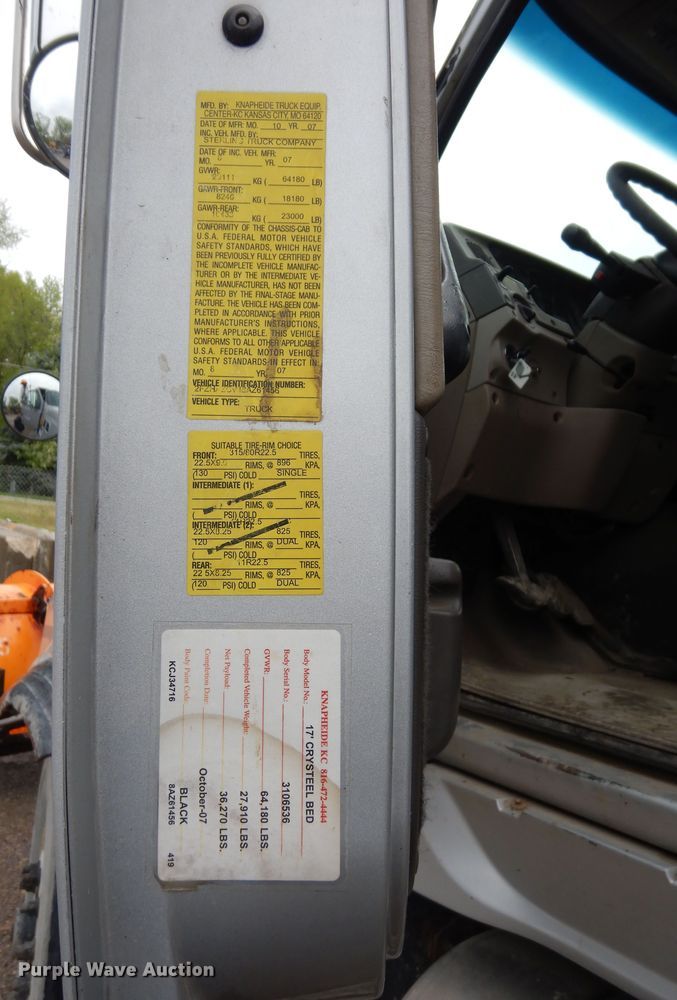 MFD. BY: KNAPHEIDE TRUCK EQUIP.
CENTER-KC KANSAS CITY, MO 64120
DATE OF MFR: MO. 10 YR. 07
INC. VEH. MFD. BY:
STERLING TRUCK COMPANY
DATE OF INC. VEH. MFR:
MO. 6 YR. 07
GVWR:
KG ( 64180 LB)
GAWR-FRONT:
8246 KG ( 18180 LB)
GAWR-REAR:
KG ( 23000 LB)
CONFORMITY OF THE CHASSIS-CAB TO
U.S.A. FEDERAL MOTOR VEHICLE
SAFETY STANDARDS, WHICH HAVE
BEEN PREVIOUSLY FULLY CERTIFIED BY
THE INCOMPLETE VEHICLE MANUFAC-
TURER OR BY THE INTERMEDIATE VE-
HICLE MANUFACTURER, HAS NOT BEEN
AFFECTED BY THE FINAL-STAGE MANU-
FACTURE. THE VEHICLE HAS BEEN COM-
PLETED IN ACCORDANCE WITH PRIOR
MANUFACTURER'S INSTRUCTIONS,
WHERE APPLICABLE. THIS VEHICLE
CONFORMS TO ALL OTHER APPLICABLE
U.S.A. FEDERAL MOTOR VEHICLE
SAFETY STANDARDS IN EFFECT IN:
MO. 8 YR. 07
VEHICLE IDENTIFICATION NUMBER:
VEHICLE TYPE: TRUCK
SUITABLE TIRE-RIM CHOICE
FRONT: 315/80R22.5 TIRES,
22.5X9.0 RIMS, @ 896 KPA,
(130 PSI) COLD SINGLE
INTERMEDIATE (1):
TIRES,
RIMS, @ KPA,
( PSI) COLD
INTERMEDIATE (2):
22.5X8.25 825 TIRES,
120 RIMS, @ DUAL KPA,
( PSI) COLD
REAR: 11R22.5 TIRES,
22.5X8.25 RIMS, @ 825 KPA,
(120 PSI) COLD DUAL
KNAPHEIDE KC 816-472-4444
Body Model No.: 17' CRYSTEEL BED
Body Serial No.: 3106536
GVWR: 64,180 LBS.
Completed Vehicle Weight: 27,910 LBS.
Net Payload: 36,270 LBS.
Completion Date: October-07
Body Paint Code: BLACK
KCJ34716 8AZ61456 419
Purple Wave Auction